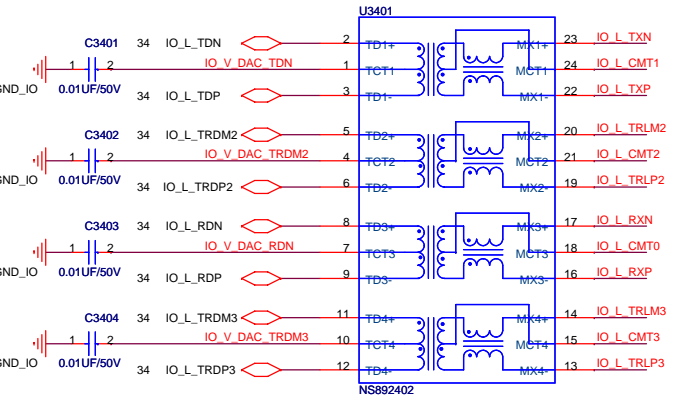 U3401
C3401 34 IO_L_TDN 2 TD1+ MX1+ 23 IO_L_TXN
1 2 IO_V_DAC_TDN 1 TCT1 MCT1 24 IO_L_CMT1
GND_IO 0.01UF/50V 34 IO_L_TDP 3 TD1- MX1- 22 IO_L_TXP
C3402 34 IO_L_TRDM2 5 TD2+ MX2+ 20 IO_L_TRLM2
1 2 IO_V_DAC_TRDM2 4 TCT2 MCT2 21 IO_L_CMT2
GND_IO 0.01UF/50V 34 IO_L_TRDP2 6 TD2- MX2- 19 IO_L_TRLP2
C3403 34 IO_L_RDN 8 TD3+ MX3+ 17 IO_L_RXN
1 2 IO_V_DAC_RDN 7 TCT3 MCT3 18 IO_L_CMT0
GND_IO 0.01UF/50V 34 IO_L_RDP 9 TD3- MX3- 16 IO_L_RXP
C3404 34 IO_L_TRDM3 11 TD4+ MX4+ 14 IO_L_TRLM3
1 2 IO_V_DAC_TRDM3 10 TCT4 MCT4 15 IO_L_CMT3
GND_IO 0.01UF/50V 34 IO_L_TRDP3 12 TD4- MX4- 13 IO_L_TRLP3
NS892402